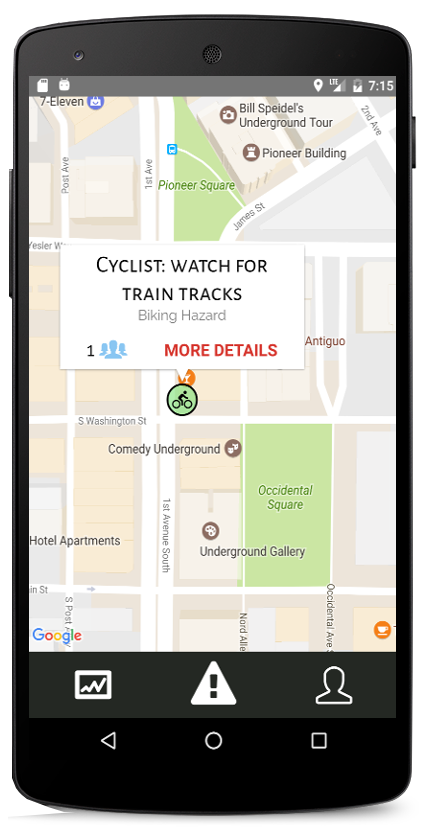 LTE 7:15
7-Eleven
Bill Speidel's
Underground Tour
2nd Ave
Pioneer Building
Post Ave
1st Ave
Pioneer Square
James St
Yesler W
CYCLIST: WATCH FOR
TRAIN TRACKS
Biking Hazard
Antiguo
1
MORE DETAILS
S Washington St
Comedy Underground
Occidental
Square
1st Avenue South
Hotel Apartments
Underground Gallery
in St
S Post
Nord Alle
Occidental Ave S
Google